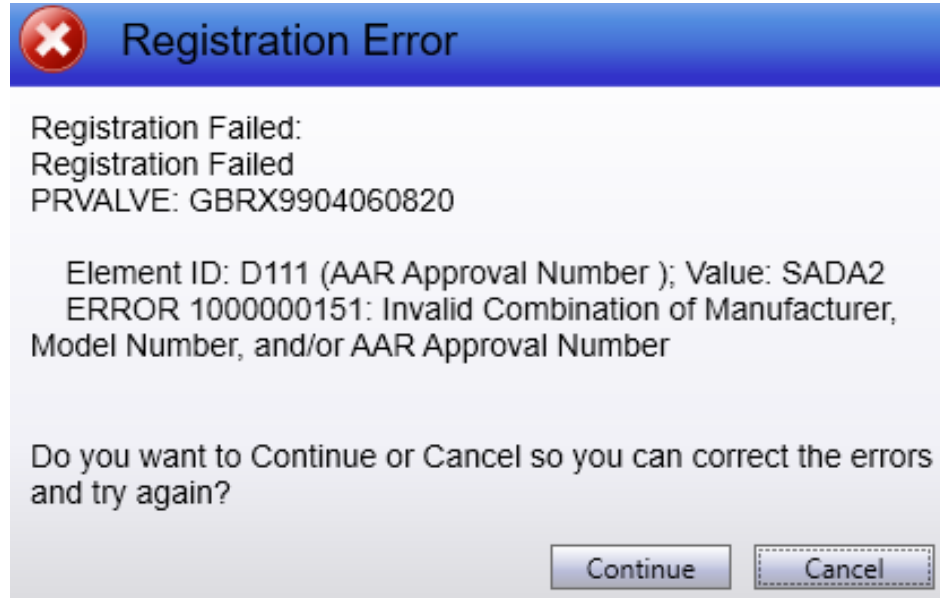 Registration Error
Registration Failed:
Registration Failed
PRVALVE: GBRX9904060820
Element ID: D111 (AAR Approval Number ); Value: SADA2
ERROR 1000000151: Invalid Combination of Manufacturer,
Model Number, and/or AAR Approval Number
Do you want to Continue or Cancel so you can correct the errors
and try again?
Continue
Cancel